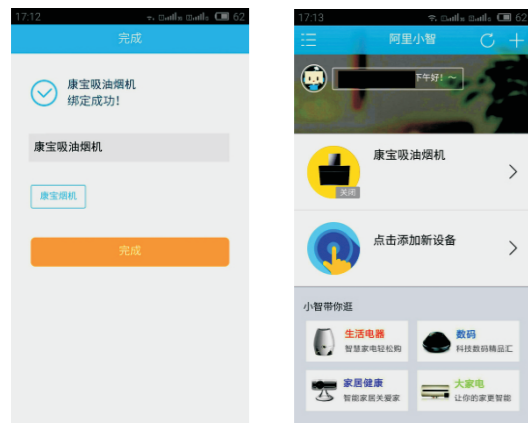 17:12
62
完成
康宝吸油烟机
绑定成功!
康宝吸油烟机
康宝烟机
完成
17:13
62
阿里小智
下午好!~
康宝吸油烟机
关闭
点击添加新设备
小智带你逛
生活电器
智慧家电轻松购
数码
科技数码精品汇
家居健康
智能家居关爱家
大家电
让你的家更智能